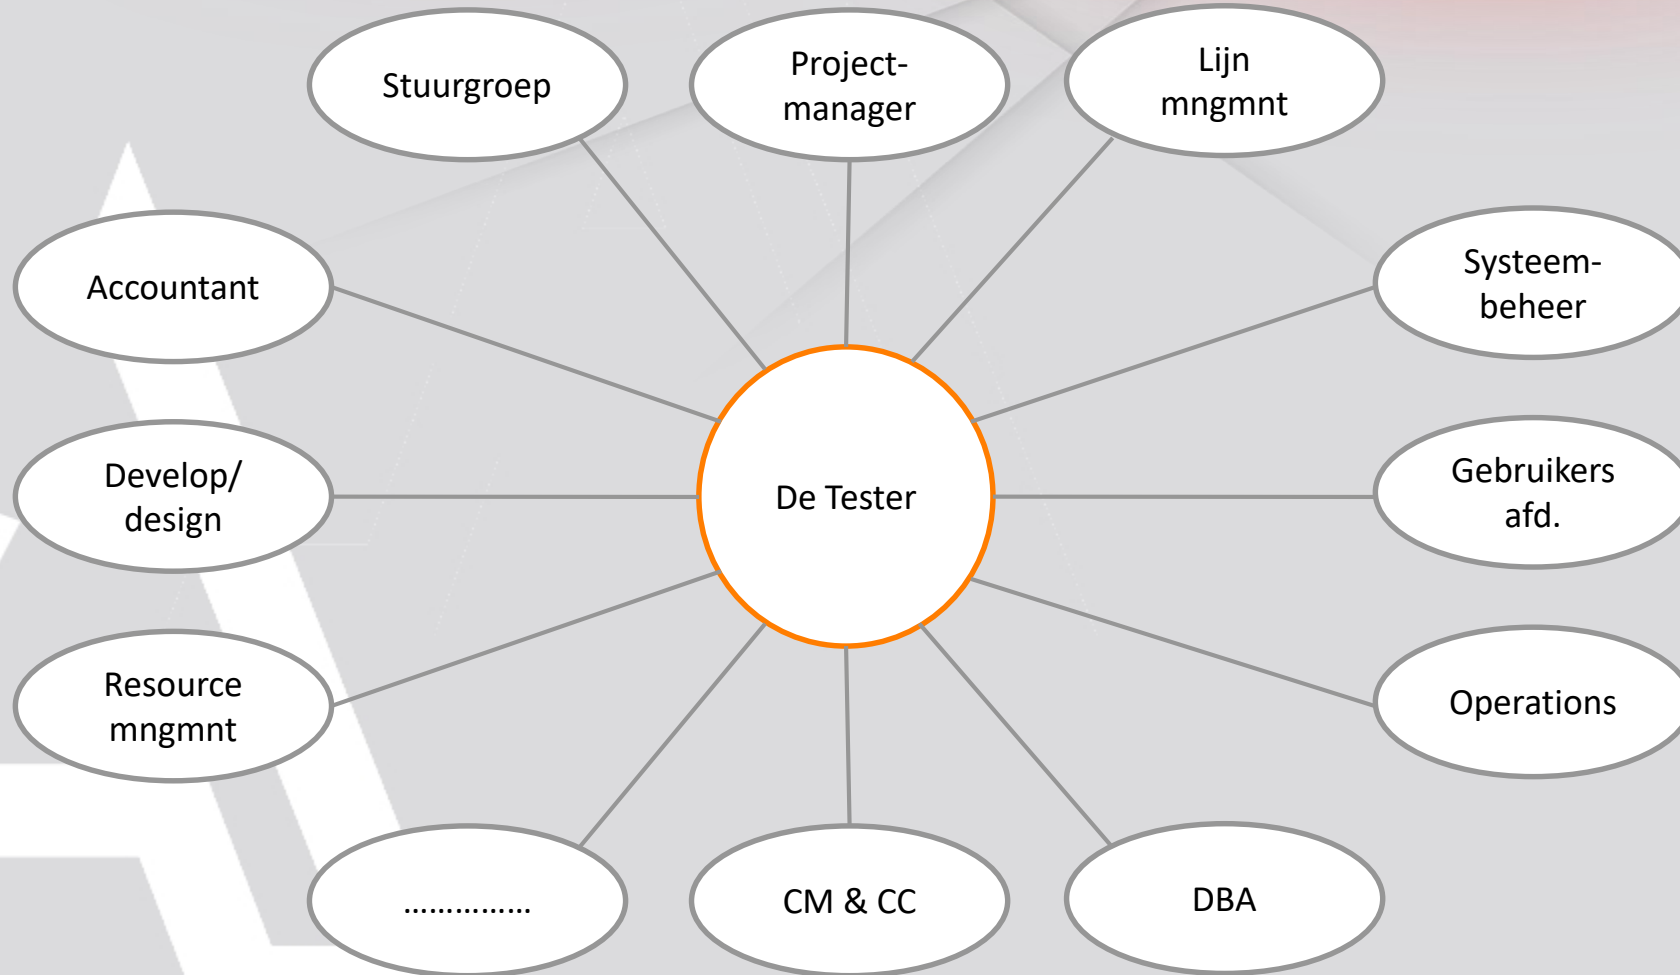 Stuurgroep
Project-
manager
Lijn
mngmnt
Accountant
Systeem-
beheer
Develop/
design
De Tester
Gebruikers
afd.
Resource
mngmnt
Operations
...............
CM & CC
DBA